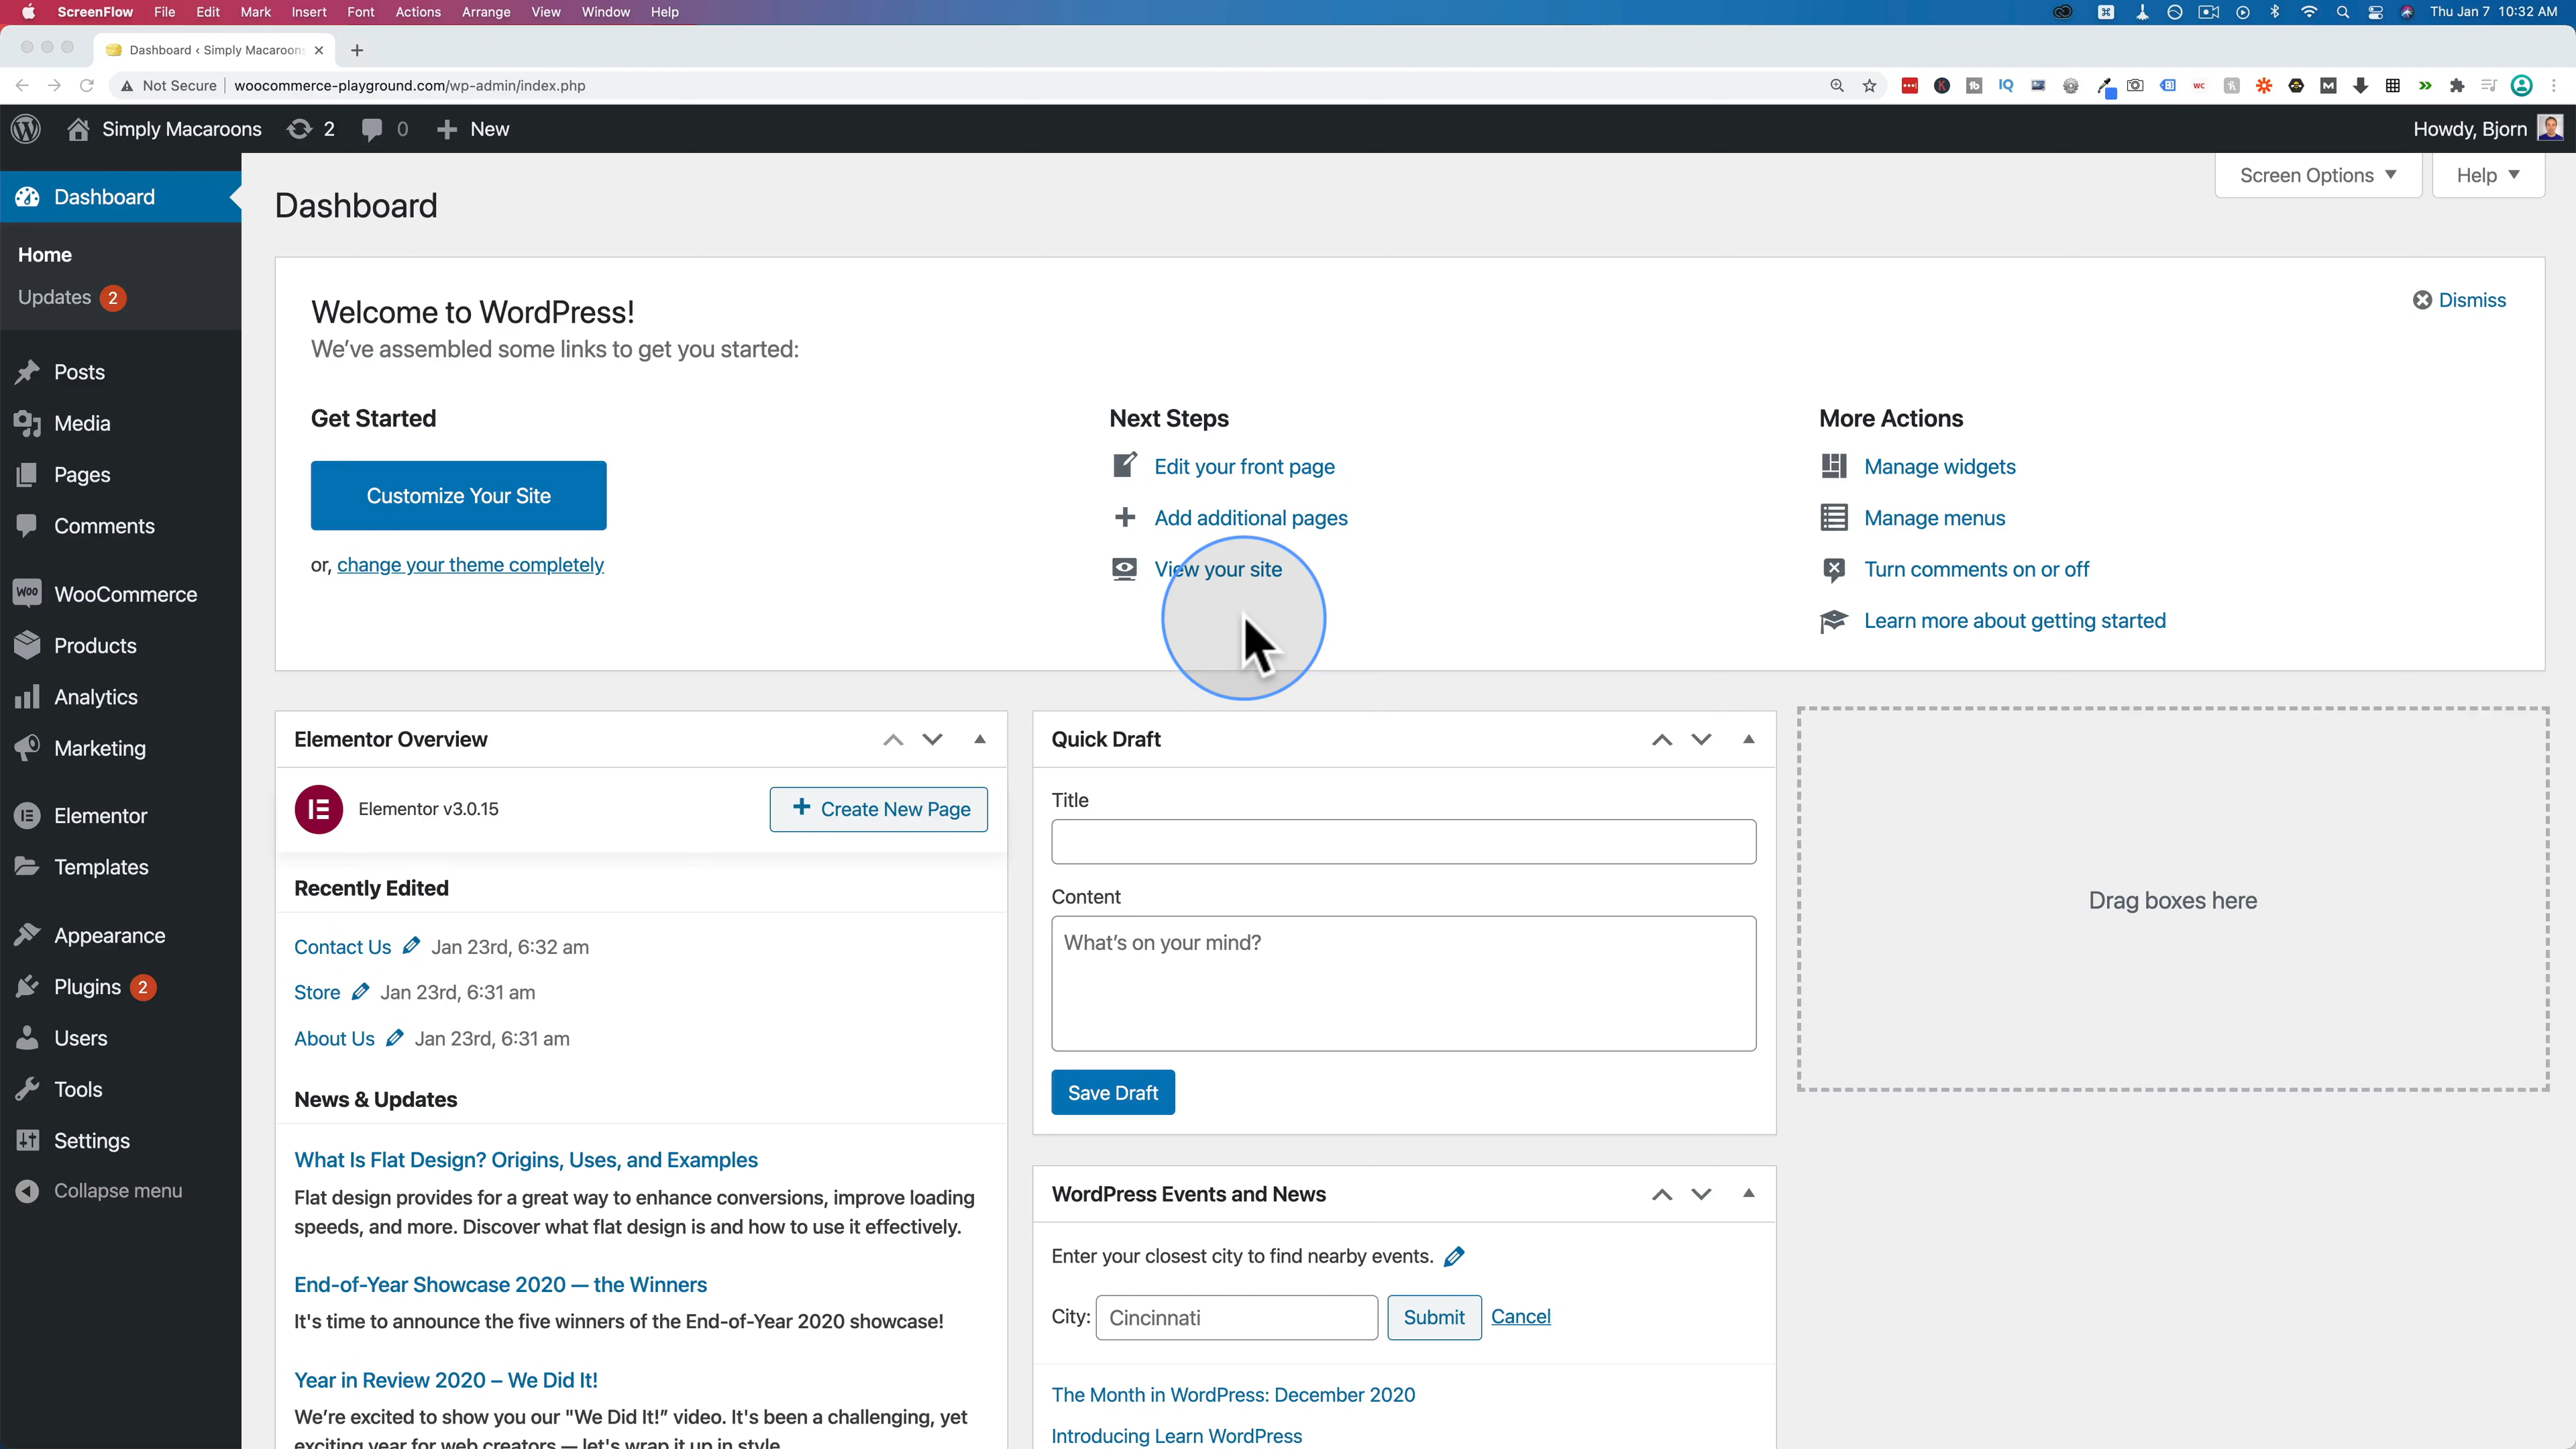 ScreenFlow File Edit Mark Insert Font Actions Arrange View Window Help Thu Jan 7 10:32 AM
Dashboard ‹ Simply Macaroons
Not Secure woocommerce-playground.com/wp-admin/index.php
Simply Macaroons 2 0 New Howdy, Bjorn
Dashboard
Home
Updates 2
Posts
Media
Pages
Comments
WooCommerce
Products
Analytics
Marketing
Elementor
Templates
Appearance
Plugins 2
Users
Tools
Settings
Collapse menu
Screen Options Help
Dashboard
Welcome to WordPress!
Dismiss
We've assembled some links to get you started:
Get Started
Customize Your Site
or, change your theme completely
Next Steps
Edit your front page
Add additional pages
View your site
More Actions
Manage widgets
Manage menus
Turn comments on or off
Learn more about getting started
Elementor Overview
Elementor v3.0.15
Create New Page
Recently Edited
Contact Us Jan 23rd, 6:32 am
Store Jan 23rd, 6:31 am
About Us Jan 23rd, 6:31 am
News & Updates
What Is Flat Design? Origins, Uses, and Examples
Flat design provides for a great way to enhance conversions, improve loading
speeds, and more. Discover what flat design is and how to use it effectively.
End-of-Year Showcase 2020 — the Winners
It's time to announce the five winners of the End-of-Year 2020 showcase!
Year in Review 2020 – We Did It!
We're excited to show you our "We Did It!" video. It's been a challenging, yet
exciting year for web creators — let's wrap it up in style.
Quick Draft
Title
Content
What's on your mind?
Save Draft
WordPress Events and News
Enter your closest city to find nearby events.
City: Cincinnati Submit Cancel
The Month in WordPress: December 2020
Introducing Learn WordPress
Drag boxes here